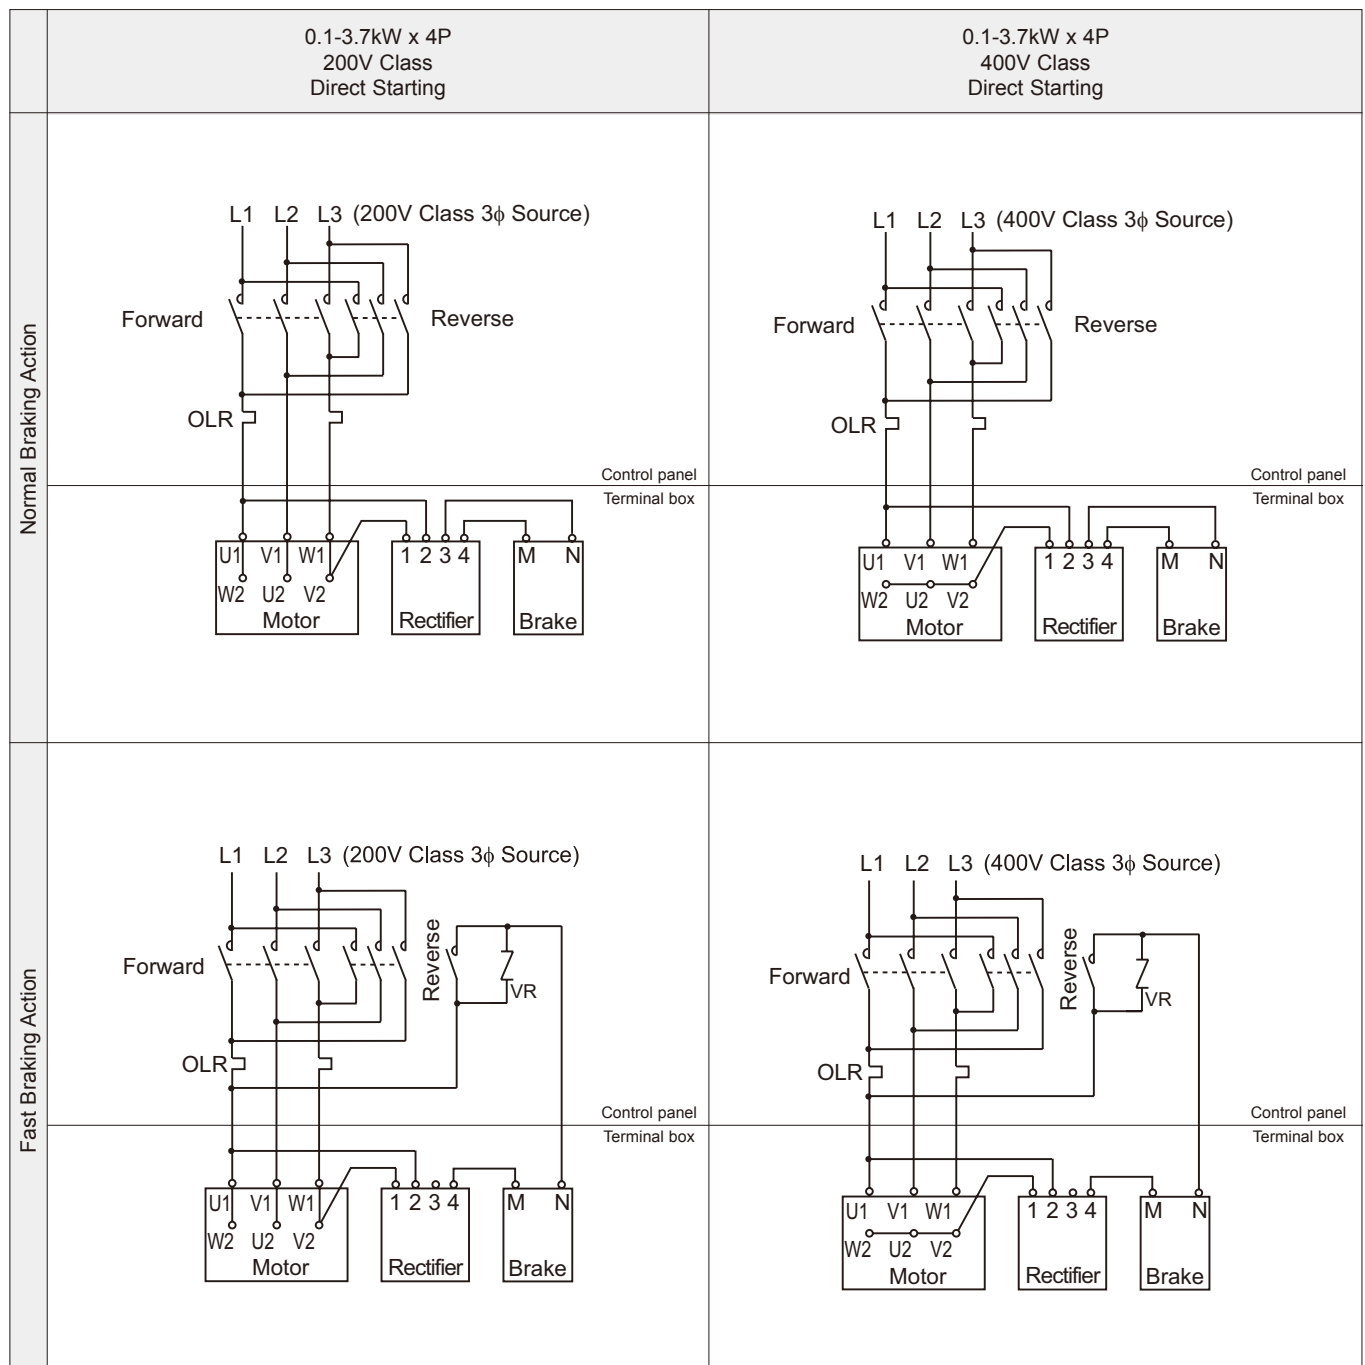 0.1-3.7kW x 4P
200V Class
Direct Starting
0.1-3.7kW x 4P
400V Class
Direct Starting
Normal Braking Action
L1 L2 L3 (200V Class 3ϕ Source)
Forward Reverse
OLR
Control panel
Terminal box
U1 V1 W1 1 2 3 4 M N
W2 U2 V2
Motor Rectifier Brake
L1 L2 L3 (400V Class 3ϕ Source)
Forward Reverse
OLR
Control panel
Terminal box
U1 V1 W1 1 2 3 4 M N
W2 U2 V2
Motor Rectifier Brake
Fast Braking Action
L1 L2 L3 (200V Class 3ϕ Source)
Forward Reverse VR
OLR
Control panel
Terminal box
U1 V1 W1 1 2 3 4 M N
W2 U2 V2
Motor Rectifier Brake
L1 L2 L3 (400V Class 3ϕ Source)
Forward Reverse VR
OLR
Control panel
Terminal box
U1 V1 W1 1 2 3 4 M N
W2 U2 V2
Motor Rectifier Brake